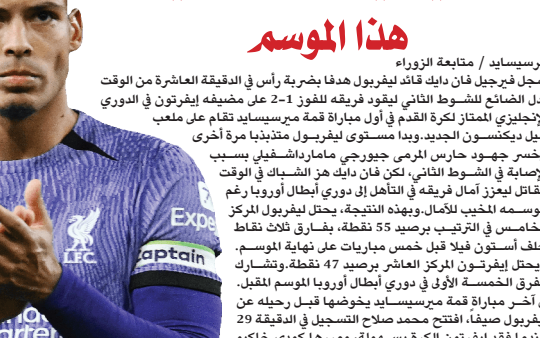 هذا الموسم
ميرسيسايد / متابعة الزوراء
سجل فيرجيل فان دايك قائد ليفربول هدفا بضربة رأس في الدقيقة العاشرة من الوقت
بدل الضائع للشوط الثاني ليقود فريقه للفوز 1-2 على مضيفه إيفرتون في الدوري
الإنجليزي الممتاز لكرة القدم في أول مباراة قمة ميرسيسايد تقام على ملعب
هيل ديكنسون الجديد.وبدا مستوى ليفربول متذبذبا مرة أخرى
وخسر جهود حارس المرمى جيورجي مامارداشفيلي بسبب
الإصابة في الشوط الثاني، لكن فان دايك هز الشباك في الوقت
القاتل ليعزز آمال فريقه في التأهل إلى دوري أبطال أوروبا رغم
موسمه المخيب للآمال.وبهذه النتيجة، يحتل ليفربول المركز
الخامس في الترتيب برصيد 55 نقطة، بفارق ثلاث نقاط
خلف أستون فيلا قبل خمس مباريات على نهاية الموسم.
ويحتل إيفرتون المركز العاشر برصيد 47 نقطة.وتشارك
الفرق الخمسة الأولى في دوري أبطال أوروبا الموسم المقبل.
في آخر مباراة قمة ميرسيسايد يخوضها قبل رحيله عن
ليفربول صيفاً، افتتح محمد صلاح التسجيل في الدقيقة 29
L.F.C.
Expe
Captain